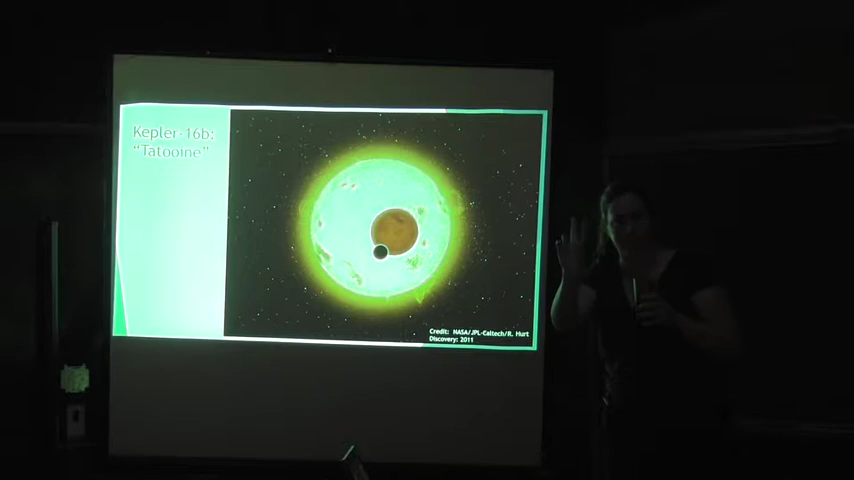 Kepler-16b:
"Tatooine"
Credit: NASA/JPL-Caltech/R. Hurt
Discovery: 2011